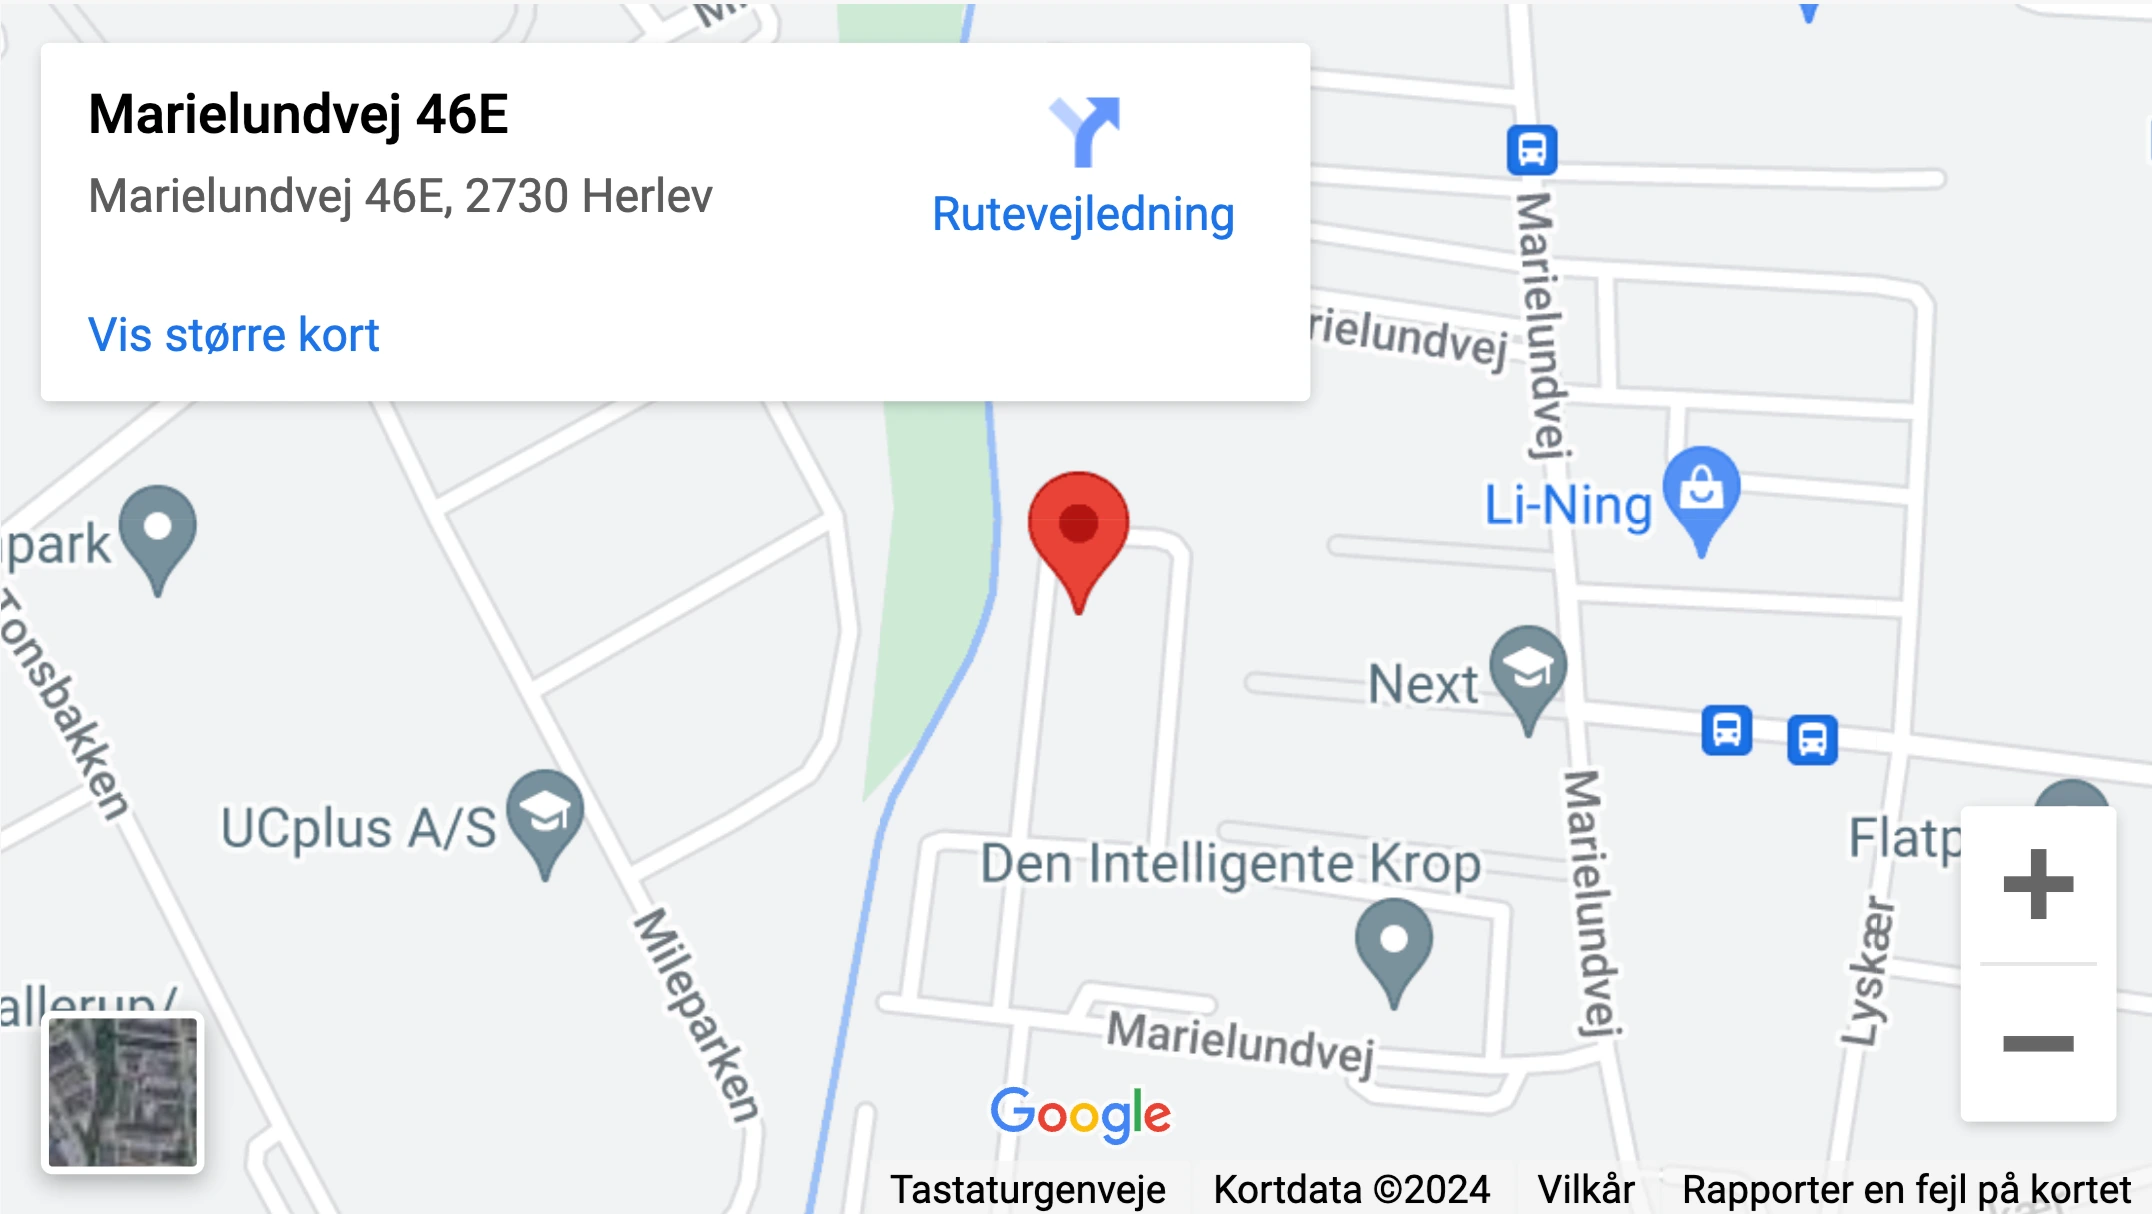 Marielundvej 46E
Marielundvej 46E, 2730 Herlev
Rutevejledning
Vis større kort
Marielundvej
rielundvej
Li-Ning
park
Tonsbakken
Next
UCplus A/S
Den Intelligente Krop
Marielundvej
Flatp
Mileparken
Lyskær
allerup/
Marielundvej
Google
Tastaturgenveje
Kortdata ©2024
Vilkår
Rapporter en fejl på kortet